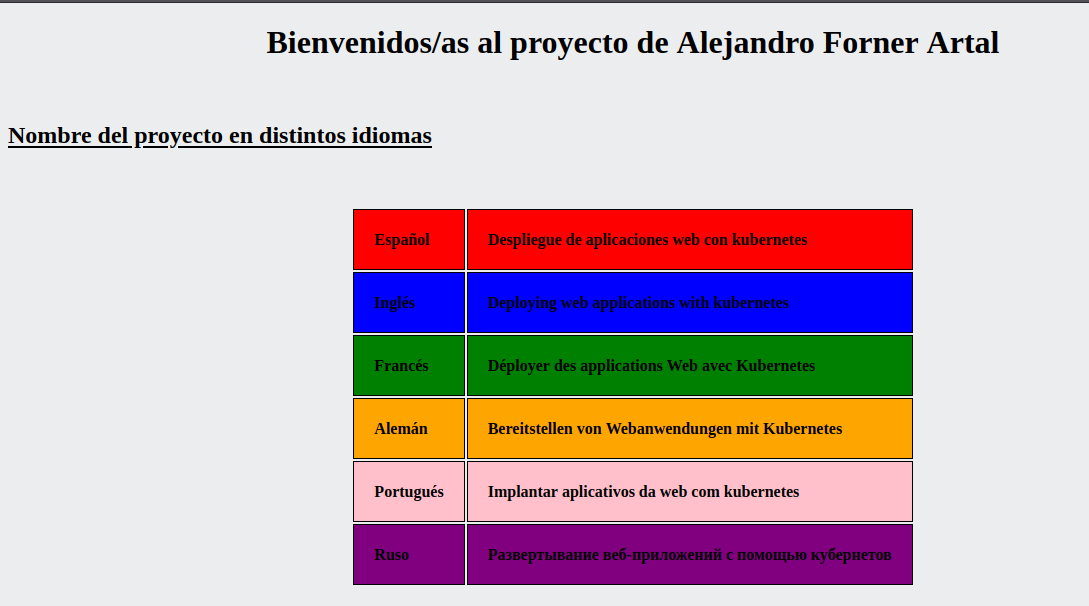 Bienvenidos/as al proyecto de Alejandro Forner Artal
Nombre del proyecto en distintos idiomas
Español Despliegue de aplicaciones web con kubernetes
Inglés Deploying web applications with kubernetes
Francés Déployer des applications Web avec Kubernetes
Alemán Bereitstellen von Webanwendungen mit Kubernetes
Portugués Implantar aplicativos da web com kubernetes
Ruso Развертывание веб-приложений с помощью кубернетов